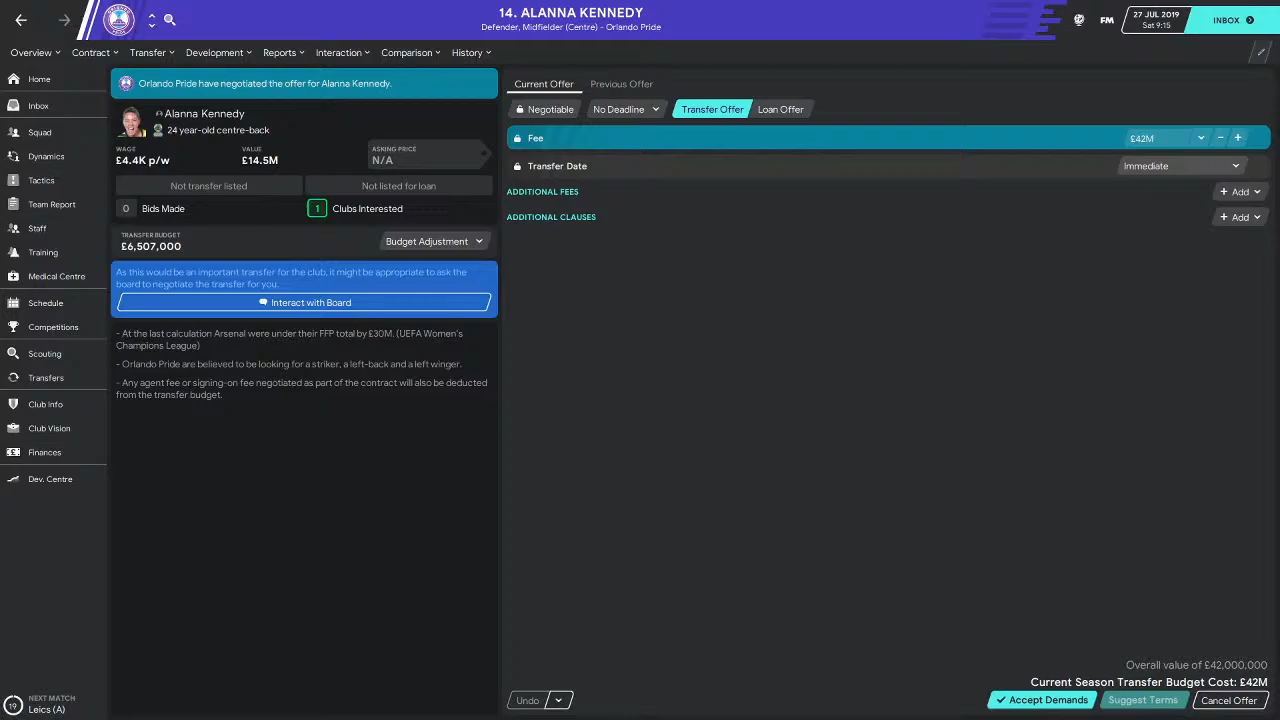 14. ALANNA KENNEDY
Defender, Midfielder (Centre) - Orlando Pride
FM
27 JUL 2019
Sat 9:15
INBOX
Overview
Contract
Transfer
Development
Reports
Interaction
Comparison
History
Home
Inbox
Squad
Dynamics
Tactics
Team Report
Staff
Training
Medical Centre
Schedule
Competitions
Scouting
Transfers
Club Info
Club Vision
Finances
Dev. Centre
19
NEXT MATCH
Leics (A)
Orlando Pride have negotiated the offer for Alanna Kennedy.
Alanna Kennedy
24 year-old centre-back
WAGE
£4.4K p/w
VALUE
£14.5M
ASKING PRICE
N/A
Not transfer listed
Not listed for loan
0 Bids Made
1 Clubs Interested
TRANSFER BUDGET
£6,507,000
Budget Adjustment
As this would be an important transfer for the club, it might be appropriate to ask the
board to negotiate the transfer for you.
Interact with Board
- At the last calculation Arsenal were under their FFP total by £30M. (UEFA Women's
Champions League)
- Orlando Pride are believed to be looking for a striker, a left-back and a left winger.
- Any agent fee or signing-on fee negotiated as part of the contract will also be deducted
from the transfer budget.
Current Offer
Previous Offer
Negotiable
No Deadline
Transfer Offer
Loan Offer
Fee
£42M
Transfer Date
Immediate
ADDITIONAL FEES
+ Add
ADDITIONAL CLAUSES
+ Add
Overall value of £42,000,000
Current Season Transfer Budget Cost: £42M
Undo
Accept Demands
Suggest Terms
Cancel Offer